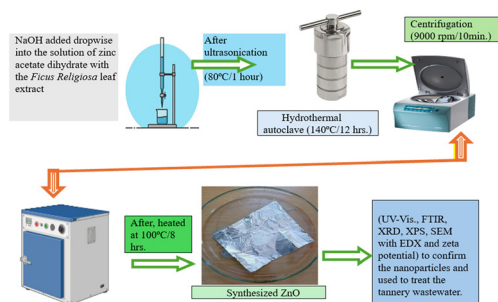 NaOH added dropwise
into the solution of zinc
acetate dihydrate with
the Ficus Religiosa leaf
extract
After
ultrasonication
(80°C/1 hour)
Hydrothermal
autoclave (140°C/12 hrs.)
Centrifugation
(9000 rpm/10min.)
After, heated
at 100°C/8
hrs.
Synthesized ZnO
(UV-Vis., FTIR,
XRD, XPS, SEM
with EDX and zeta
potential) to confirm
the nanoparticles and
used to treat the
tannery wastewater.